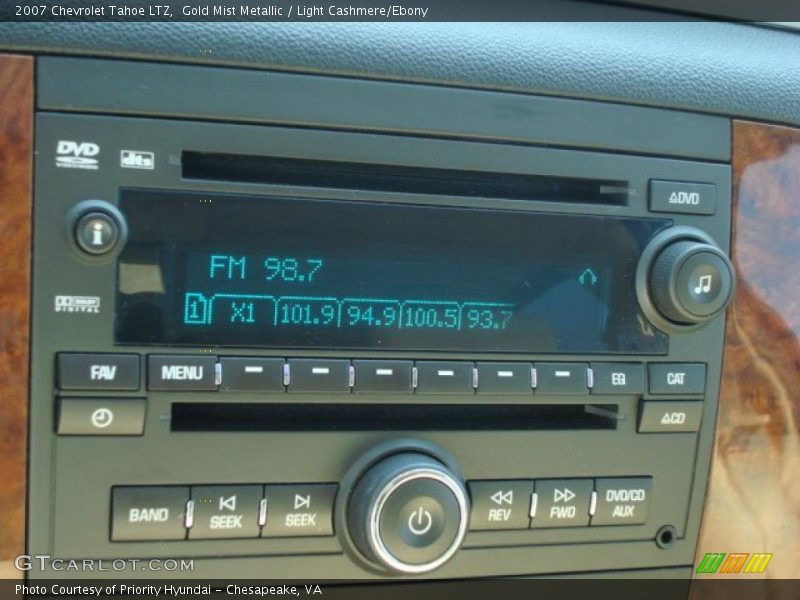 2007 Chevrolet Tahoe LTZ,  Gold Mist Metallic / Light Cashmere/Ebony
DVD
dts
△DVD
i
FM 98.7
DOLBY
DIGITAL
1 X1 101.9 94.9 100.5 93.7
FAV
MENU
EQ
CAT
△CD
BAND
SEEK
SEEK
REV
FWD
DVD/CD
AUX
GTCARLOT.COM
Photo Courtesy of Priority Hyundai - Chesapeake, VA